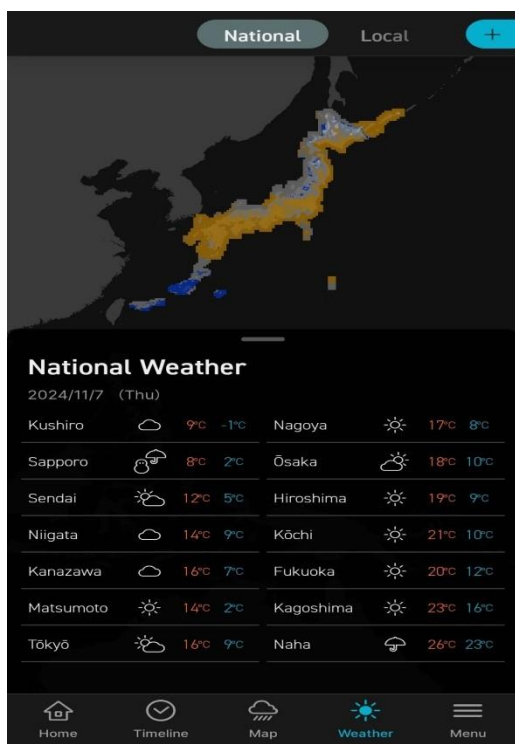 National Local +
National Weather
2024/11/7 (Thu)
Kushiro 9°C -1°C
Sapporo 8°C 2°C
Sendai 12°C 5°C
Niigata 14°C 9°C
Kanazawa 16°C 7°C
Matsumoto 14°C 2°C
Tōkyō 16°C 9°C
Nagoya 17°C 8°C
Ōsaka 18°C 10°C
Hiroshima 19°C 9°C
Kōchi 21°C 10°C
Fukuoka 20°C 12°C
Kagoshima 23°C 16°C
Naha 26°C 23°C
Home Timeline Map Weather Menu